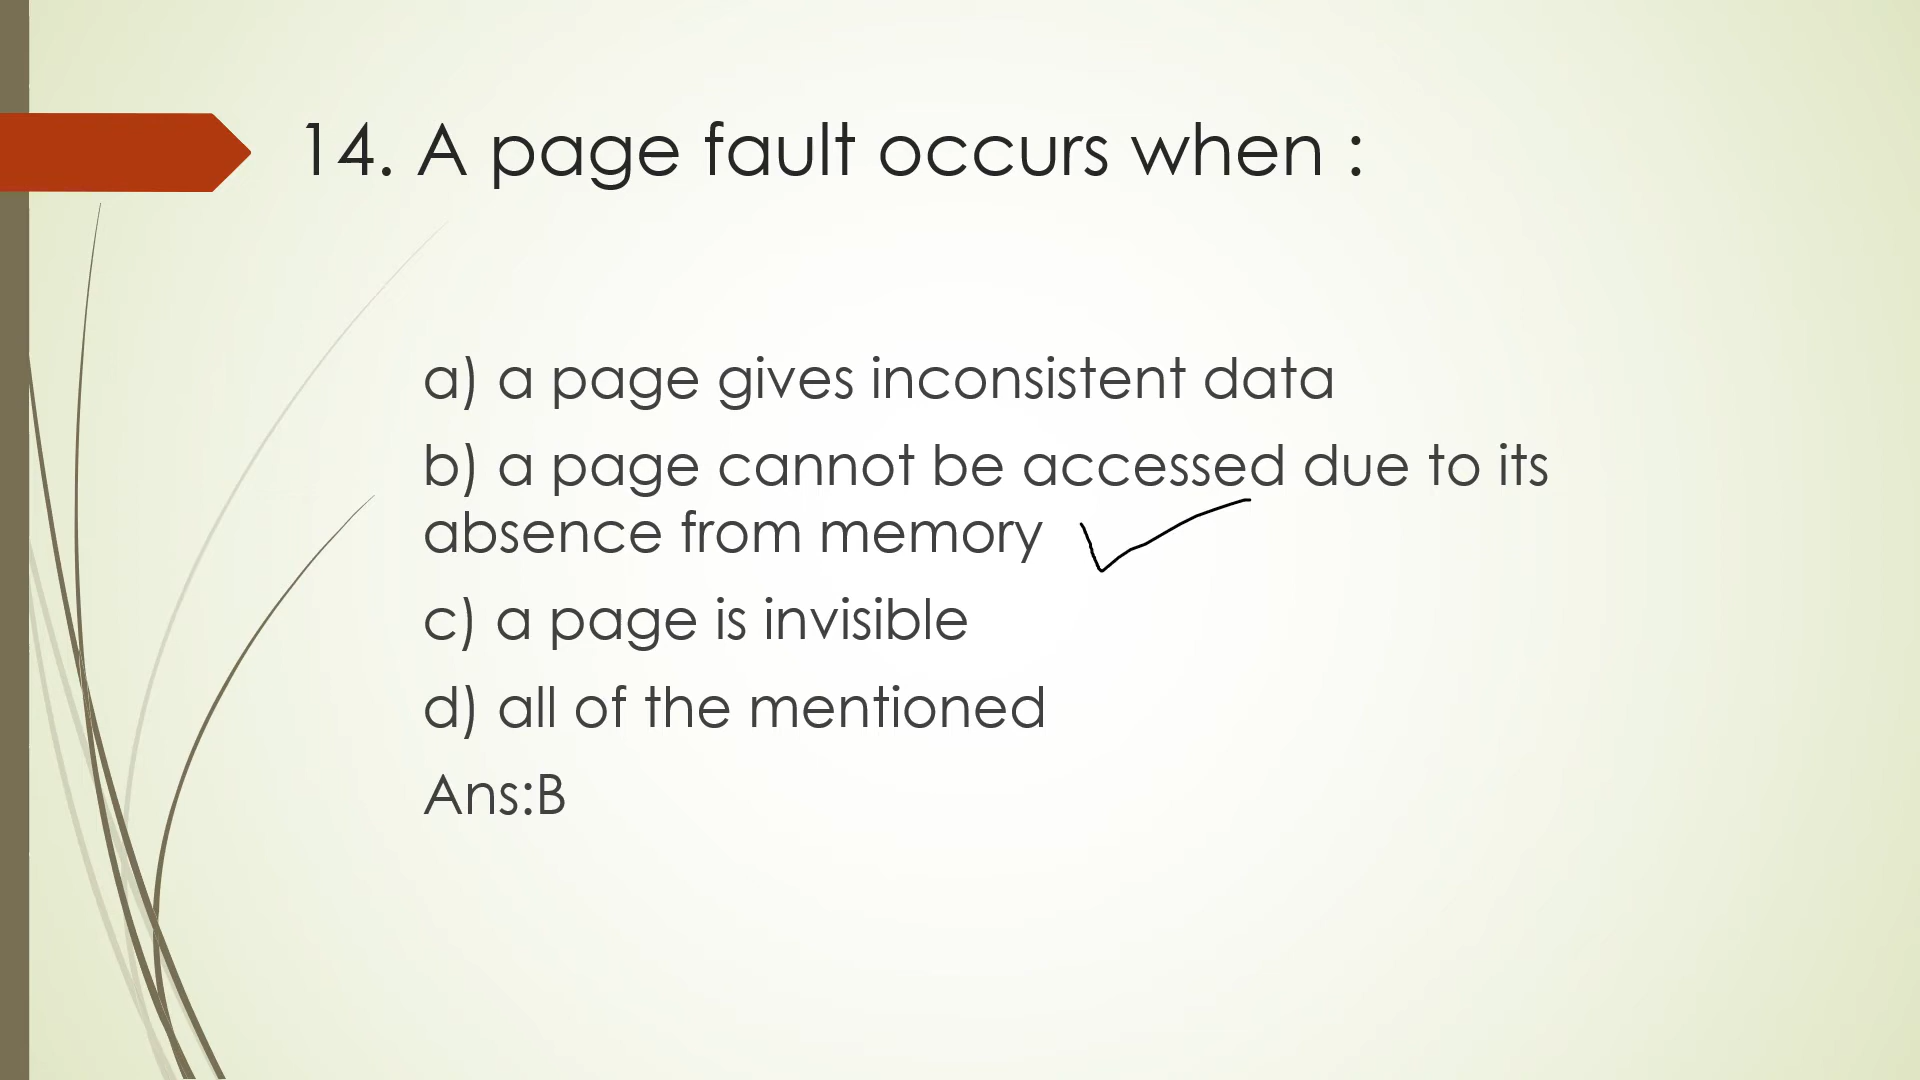 14. A page fault occurs when :
a) a page gives inconsistent data
b) a page cannot be accessed due to its
absence from memory
c) a page is invisible
d) all of the mentioned
Ans:B